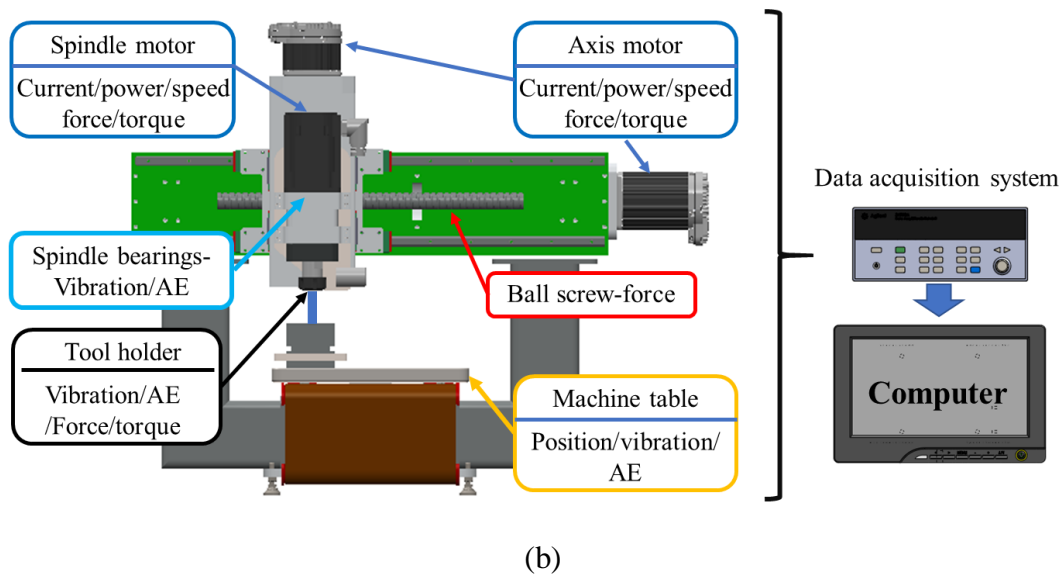 Spindle motor
Current/power/speed
force/torque
Axis motor
Current/power/speed
force/torque
Data acquisition system
Spindle bearings-
Vibration/AE
Ball screw-force
Tool holder
Vibration/AE
/Force/torque
Machine table
Position/vibration/
AE
Computer
(b)